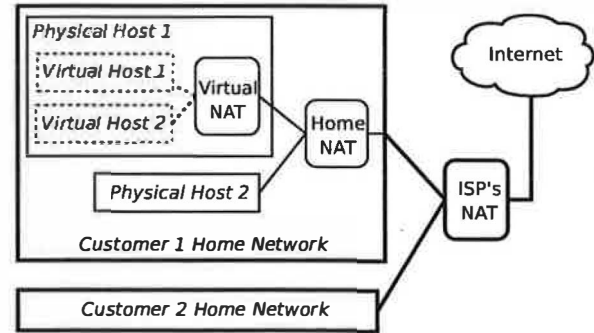 Physical Host 1
Virtual Host 1
Virtual Host 2
Virtual
NAT
Home
NAT
Physical Host 2
Customer 1 Home Network
Internet
ISP's
NAT
Customer 2 Home Network